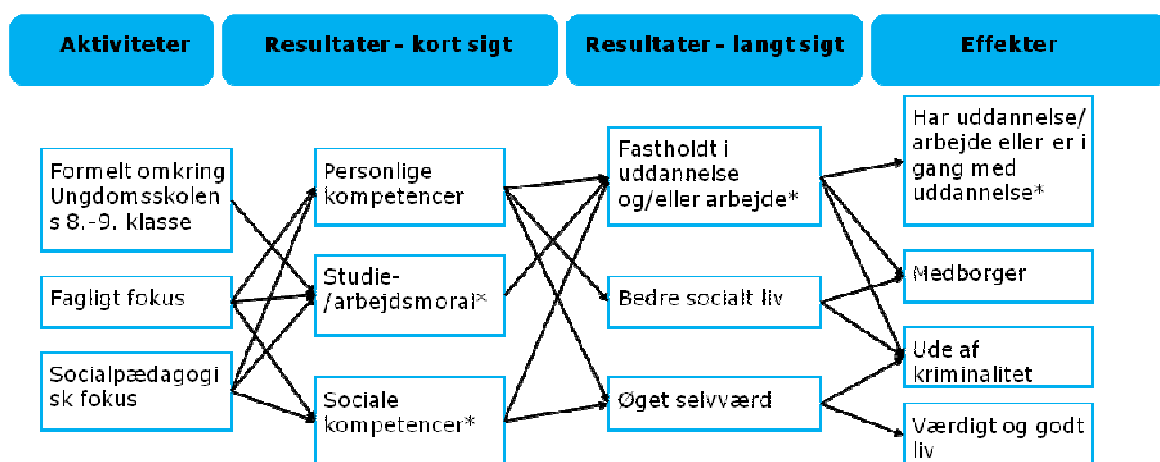 Aktiviteter
Resultater - kort sigt
Resultater - langt sigt
Effekter
Formelt omkring
Ungdomsskolen
s 8.-9. klasse
Fagligt fokus
Socialpædagogi
sk fokus
Personlige
kompetencer
Studie-
/arbejdsmoral*
Sociale
kompetencer*
Fastholdt i
uddannelse
og/eller arbejde*
Bedre socialt liv
Øget selvværd
Har uddannelse/
arbejde eller er i
gang med
uddannelse*
Medborger
Ude af
kriminalitet
Værdigt og godt
liv